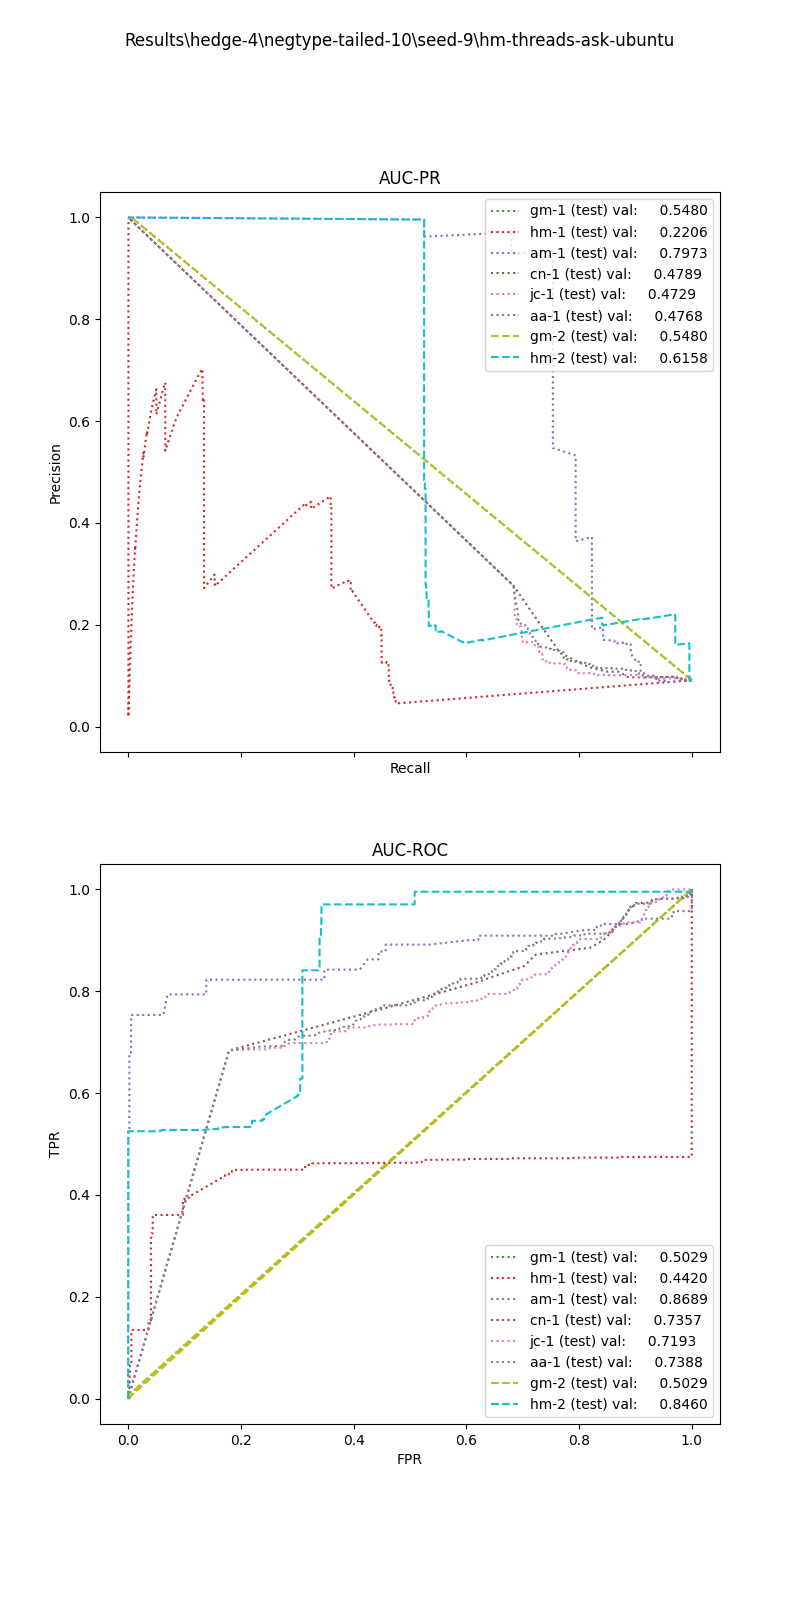 Results\hedge-4\negtype-tailed-10\seed-9\hm-threads-ask-ubuntu
AUC-PR
1.0
0.8
0.6
0.4
0.2
0.0
Precision
Recall
gm-1 (test) val: 0.5480
hm-1 (test) val: 0.2206
am-1 (test) val: 0.7973
cn-1 (test) val: 0.4789
jc-1 (test) val: 0.4729
aa-1 (test) val: 0.4768
gm-2 (test) val: 0.5480
hm-2 (test) val: 0.6158
AUC-ROC
1.0
0.8
0.6
0.4
0.2
0.0
TPR
gm-1 (test) val: 0.5029
hm-1 (test) val: 0.4420
am-1 (test) val: 0.8689
cn-1 (test) val: 0.7357
jc-1 (test) val: 0.7193
aa-1 (test) val: 0.7388
gm-2 (test) val: 0.5029
hm-2 (test) val: 0.8460
0.0 0.2 0.4 0.6 0.8 1.0
FPR